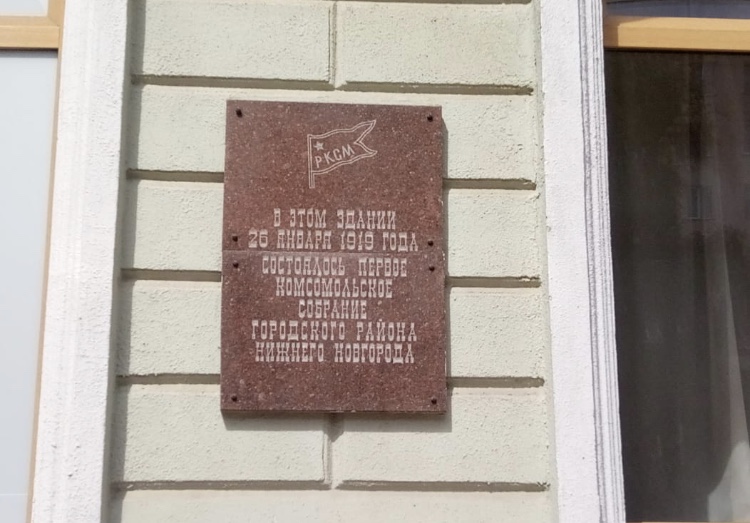 РКСМ
В ЭТОМ ЗДАНИИ
26 ЯНВАРЯ 1919 ГОДА
СОСТОЯЛОСЬ ПЕРВОЕ
КОМСОМОЛЬСКОЕ
СОБРАНИЕ
ГОРОДСКОГО РАЙОНА
НИЖНЕГО НОВГОРОДА